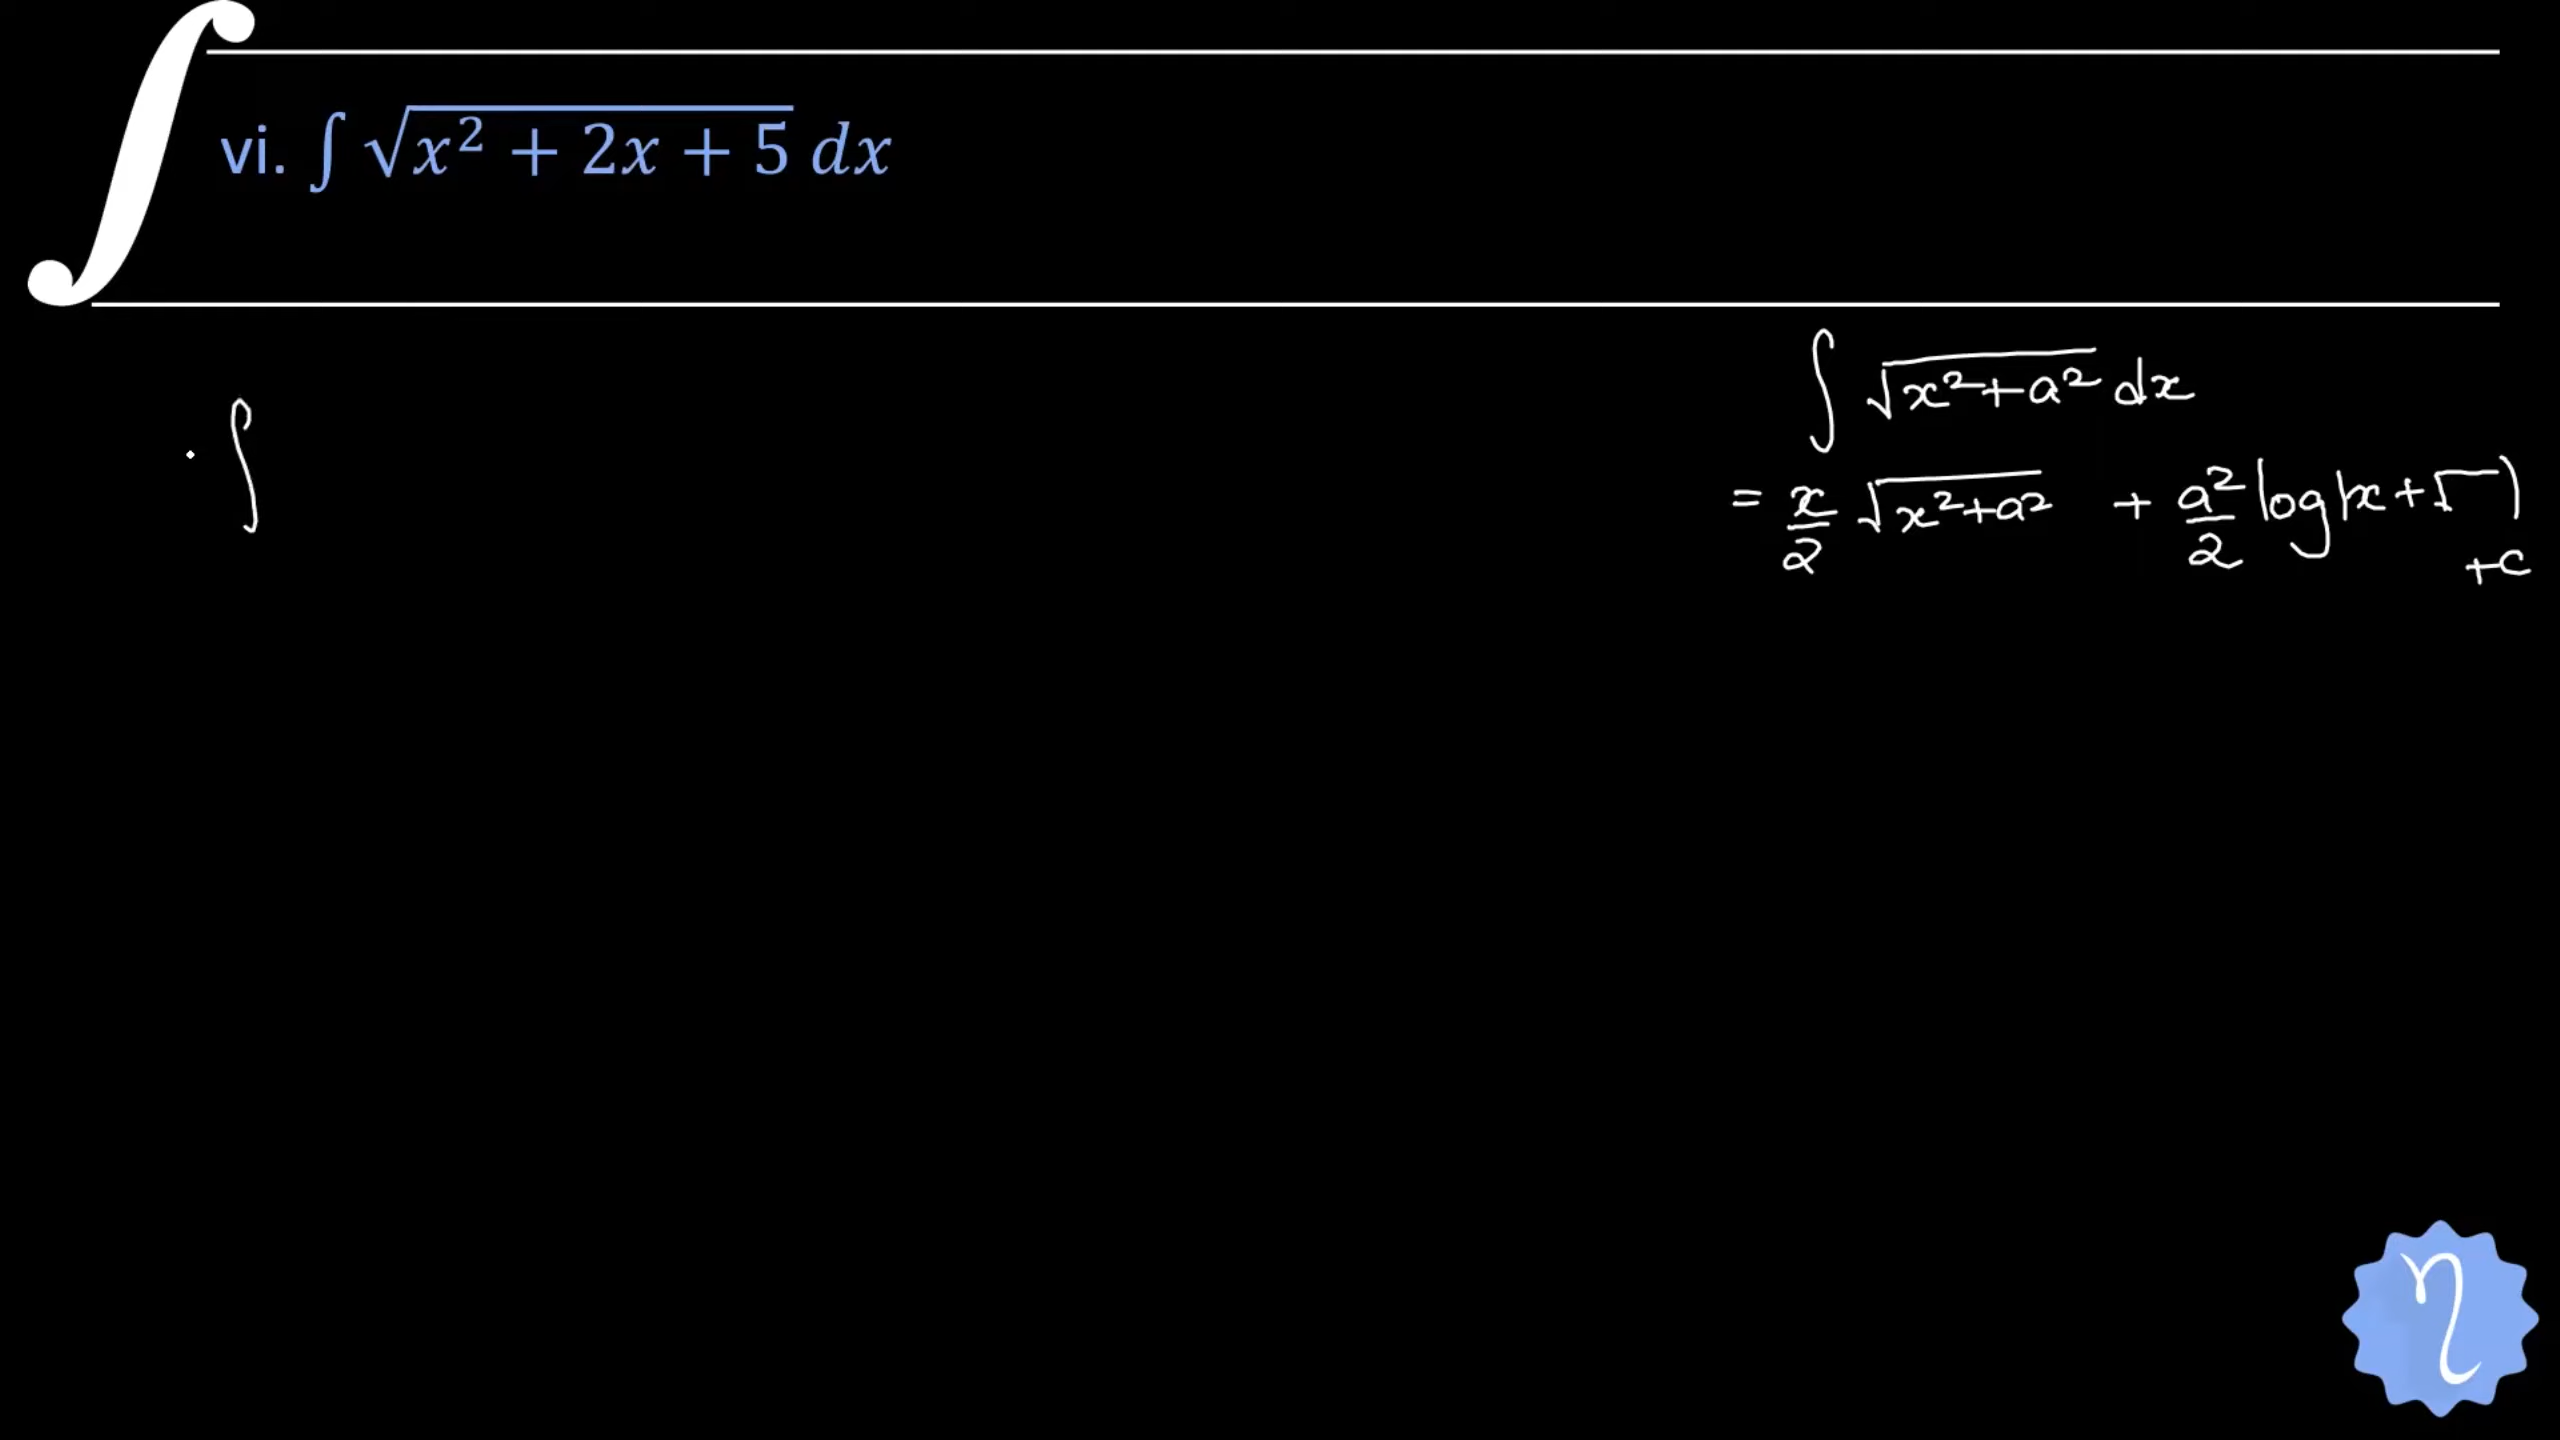 vi. ∫ √(x² + 2x + 5) dx
∫ √(x²+a²) dx
= x/2 √(x²+a²) + a²/2 log|x+√ |
+c
∫
η